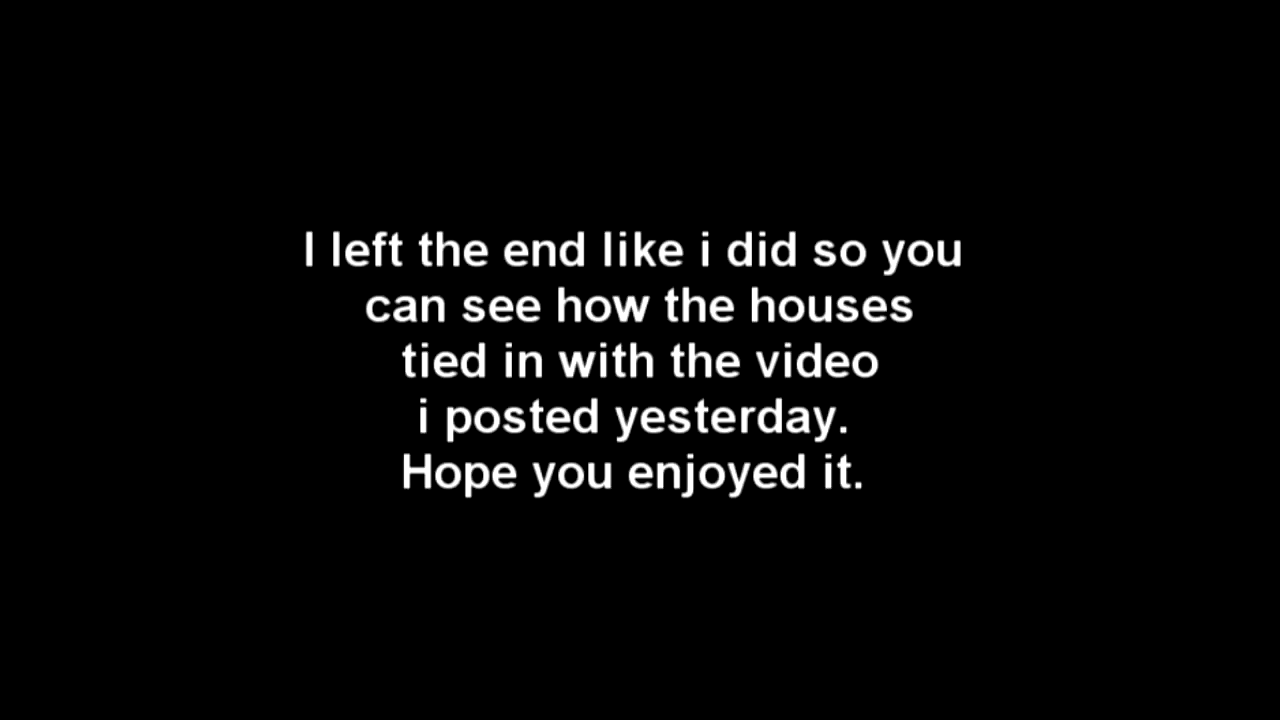 I left the end like i did so you
can see how the houses
tied in with the video
i posted yesterday.
Hope you enjoyed it.